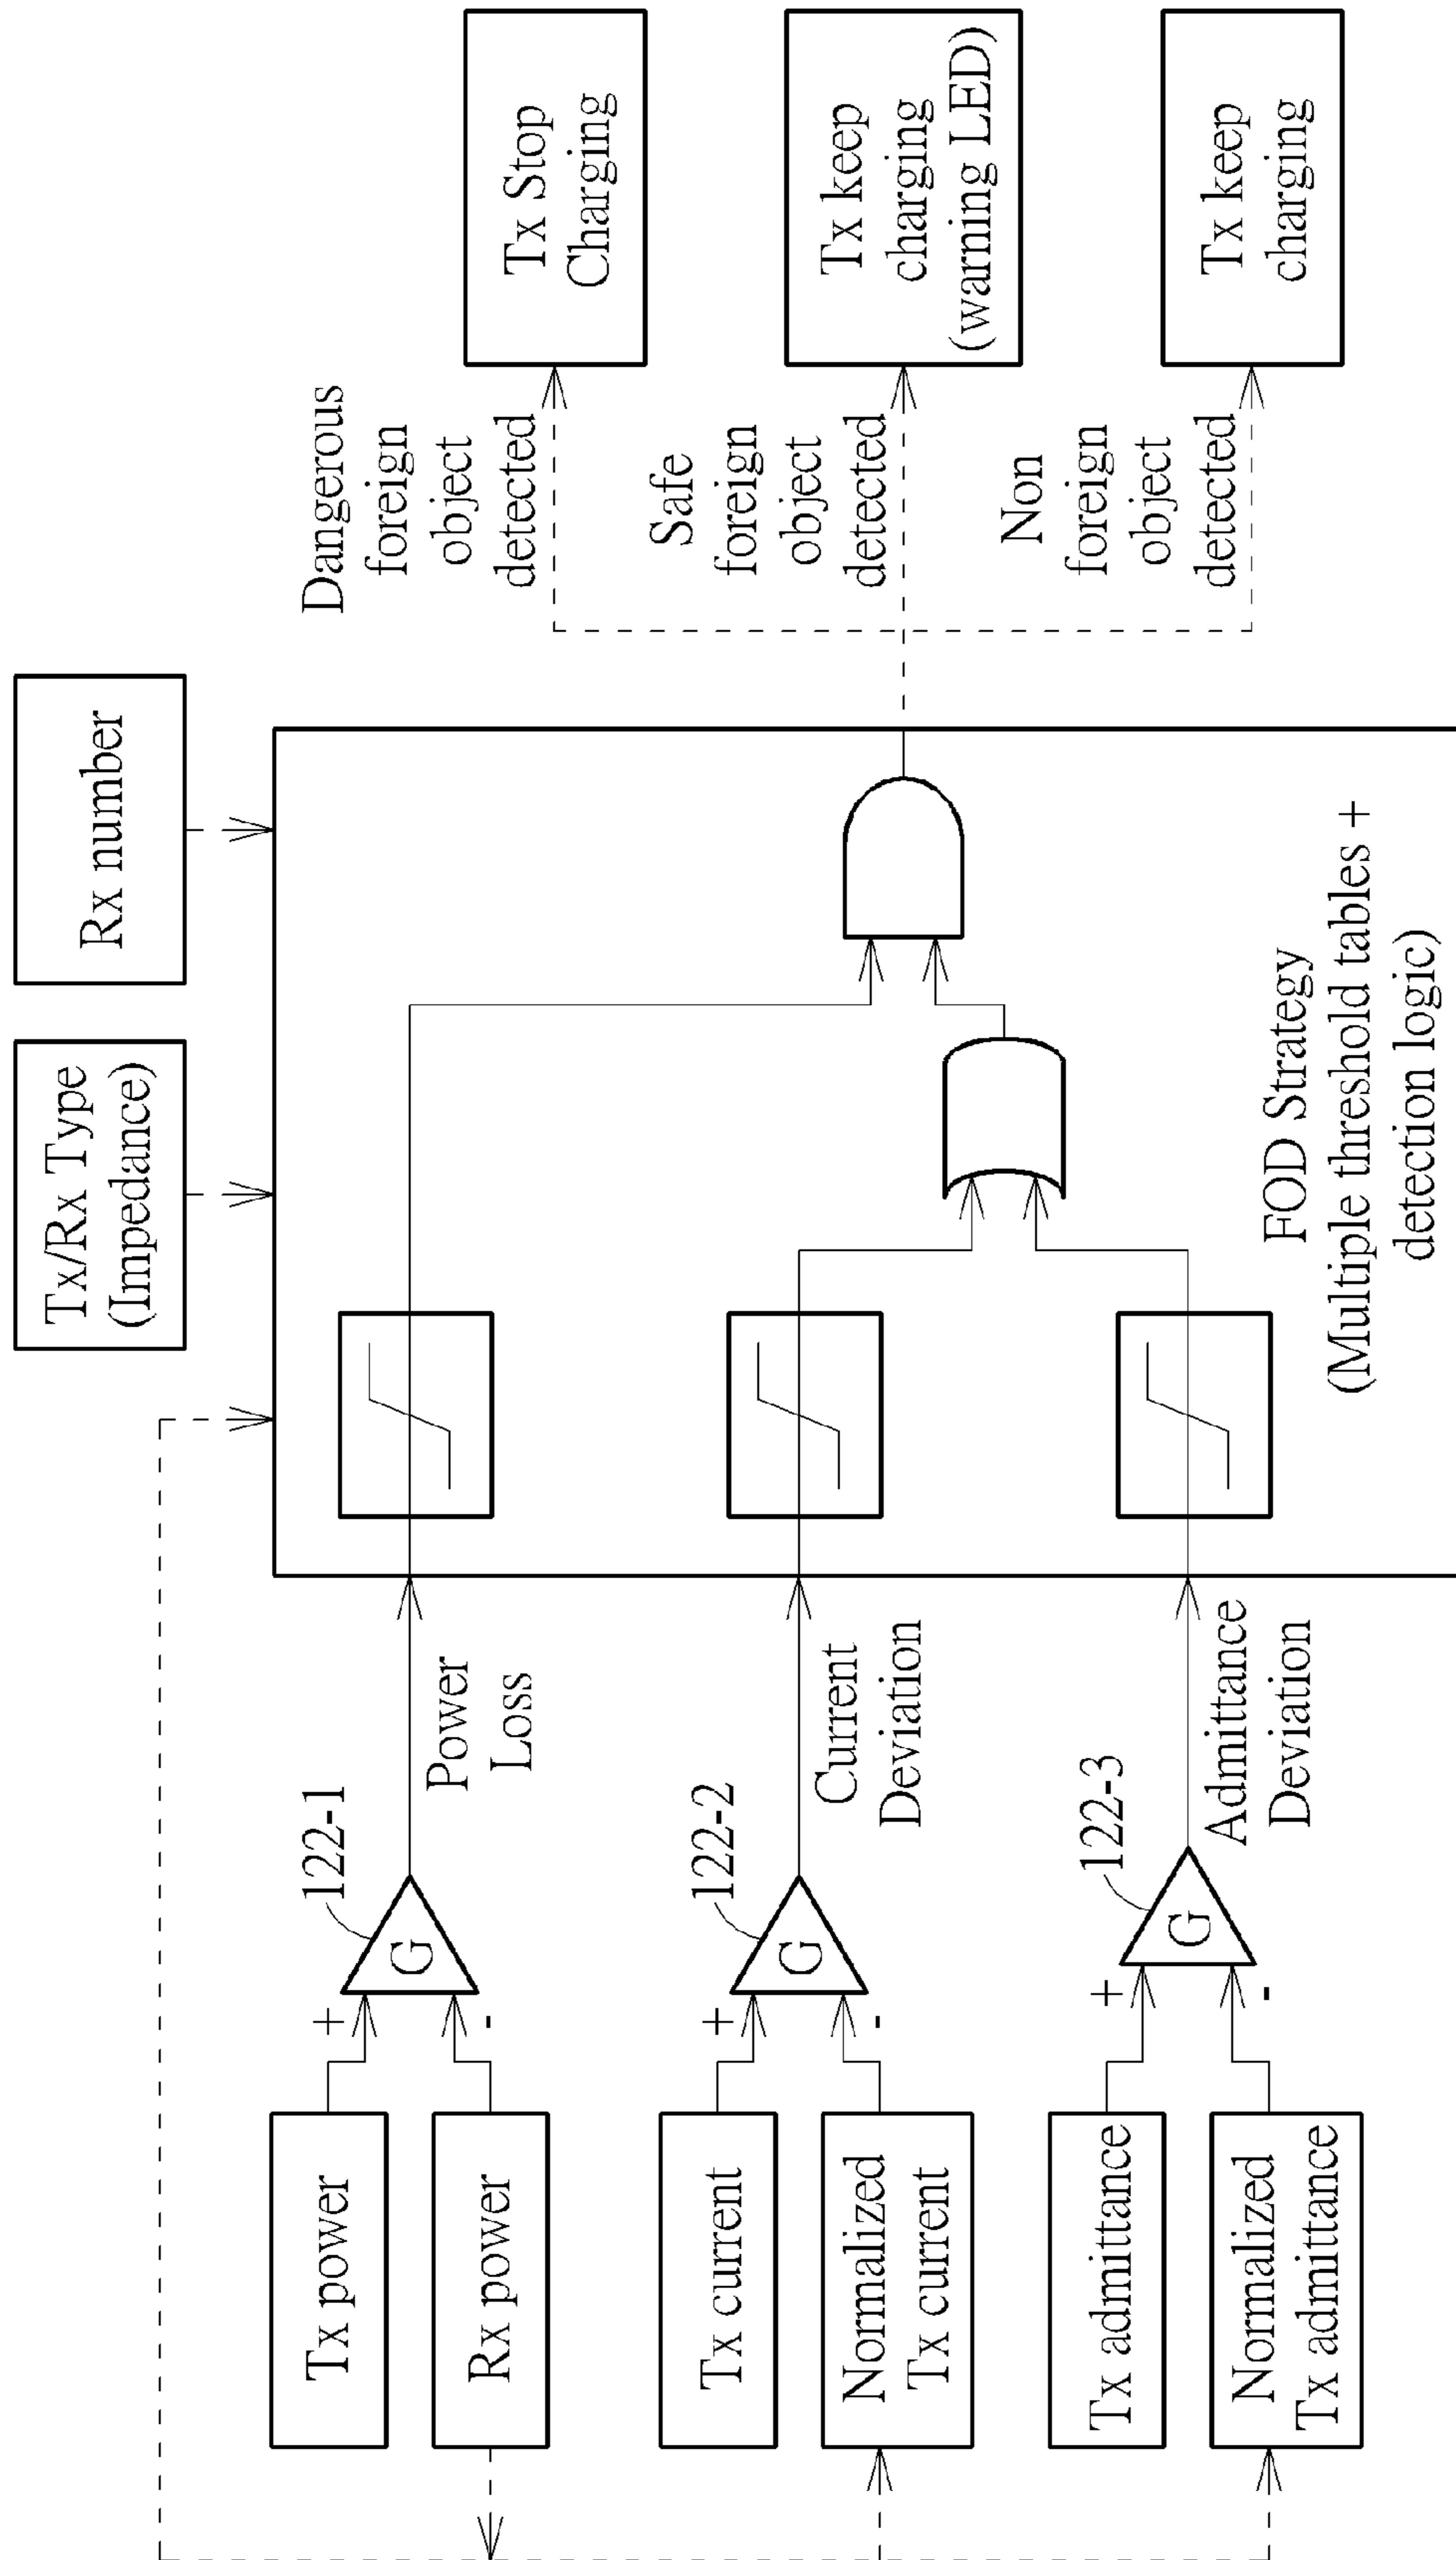 Tx power
Rx power
Tx current
Normalized
Tx current
Tx admittance
Normalized
Tx admittance
+
-
G
122-1
+
-
G
122-2
+
-
G
122-3
Power
Loss
Current
Deviation
Admittance
Deviation
Tx/Rx Type
(Impedance)
Rx number
FOD Strategy
(Multiple threshold tables +
detection logic)
Dangerous
foreign
object
detected
Safe
foreign
object
detected
Non
foreign
object
detected
Tx Stop
Charging
Tx keep
charging
(warning LED)
Tx keep
charging